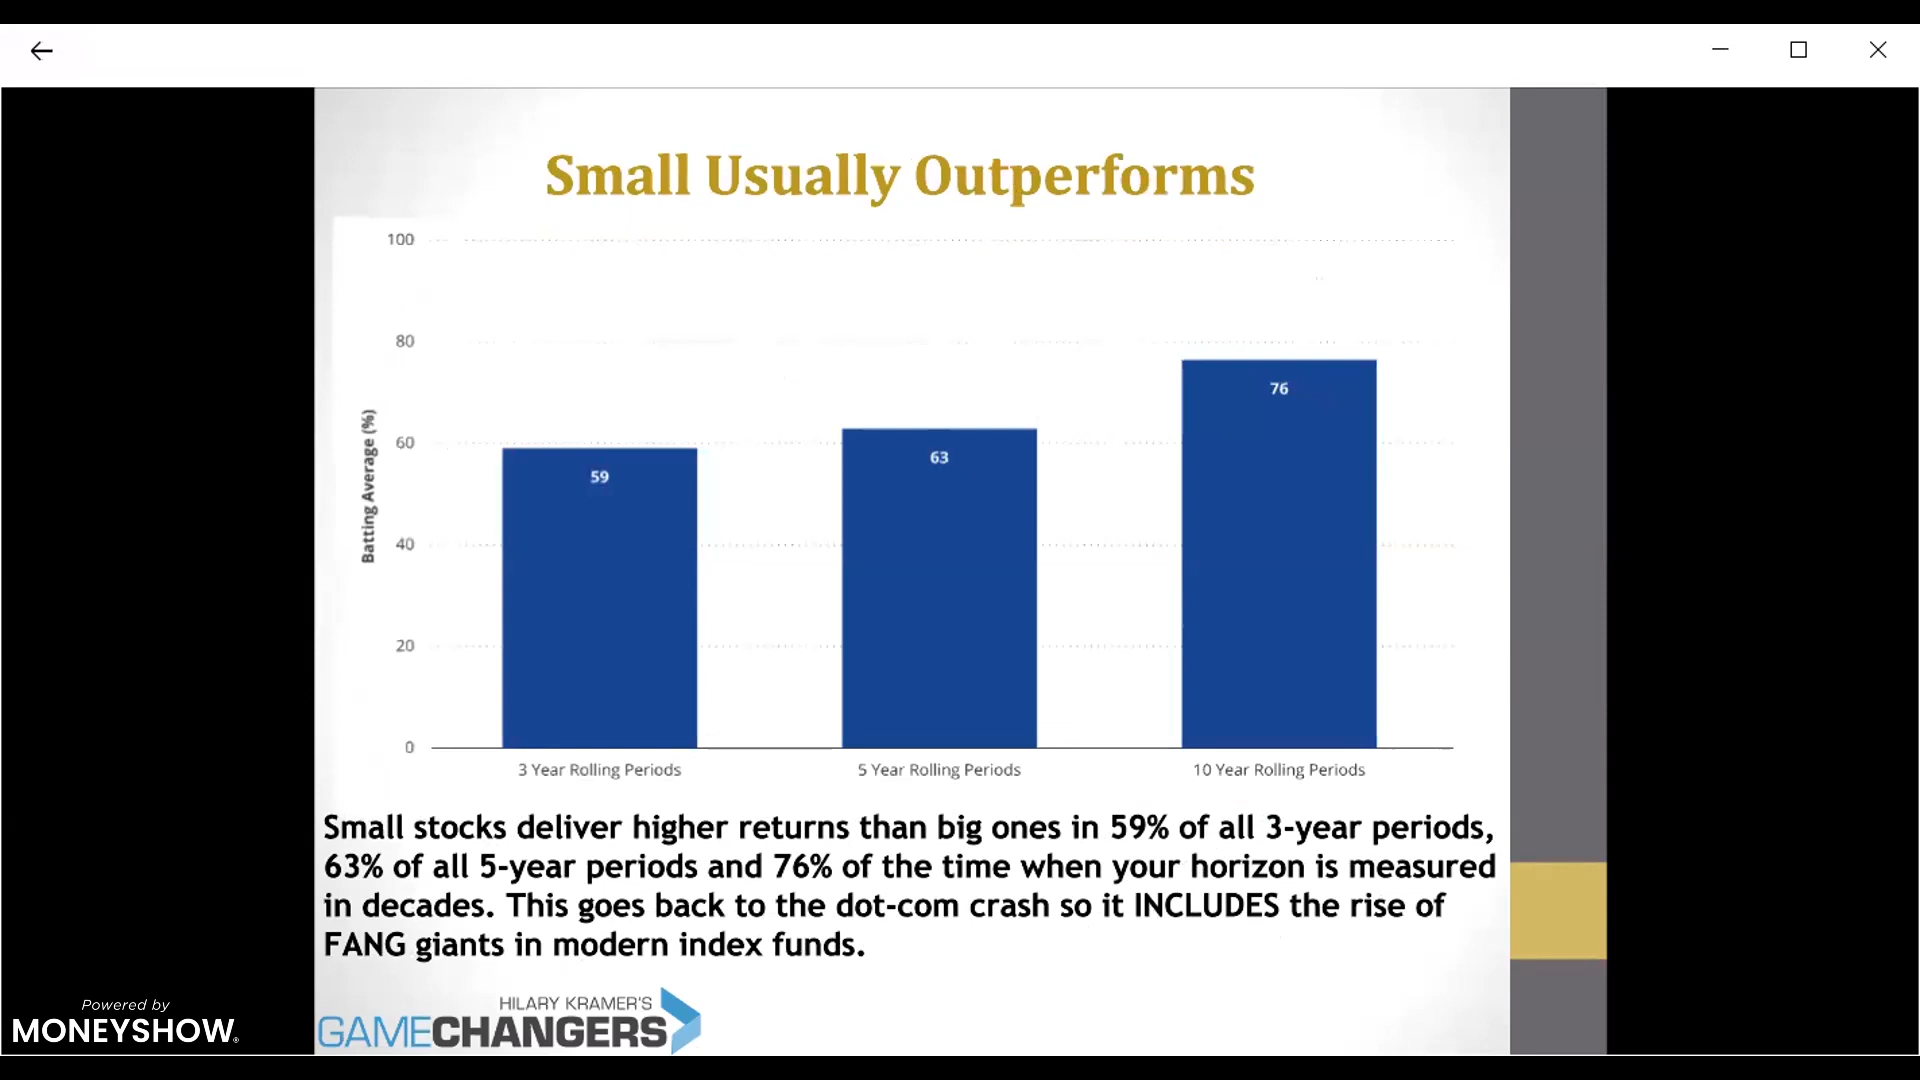 Small Usually Outperforms
100
80
60
40
20
0
Batting Average (%)
59
63
76
3 Year Rolling Periods
5 Year Rolling Periods
10 Year Rolling Periods
Small stocks deliver higher returns than big ones in 59% of all 3-year periods,
63% of all 5-year periods and 76% of the time when your horizon is measured
in decades. This goes back to the dot-com crash so it INCLUDES the rise of
FANG giants in modern index funds.
Powered by
MONEYSHOW®
HILARY KRAMER'S
GAMECHANGERS